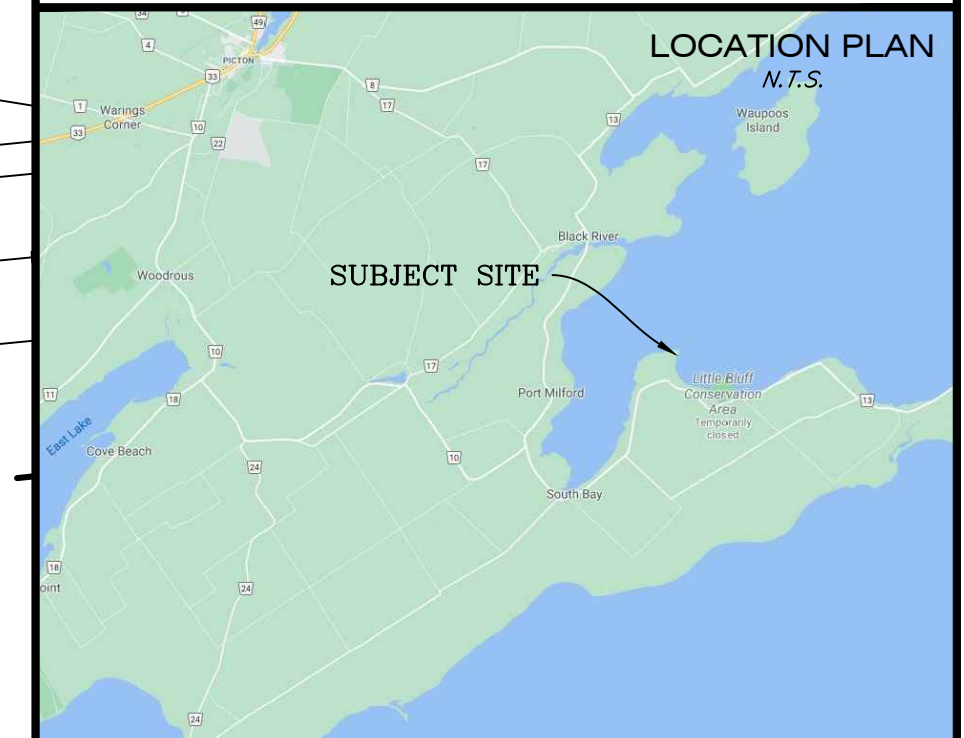 34
49
4
PICTON
LOCATION PLAN
N.T.S.
33
8
1
17
Warings
Corner
33
10
22
13
Waupoos
Island
17
Black River
Woodrous
SUBJECT SITE
10
17
Little Bluff
Conservation
Area
Temporarily
closed
11
18
Port Milford
13
East Lake
Cove Beach
24
10
South Bay
18
oint
24
24